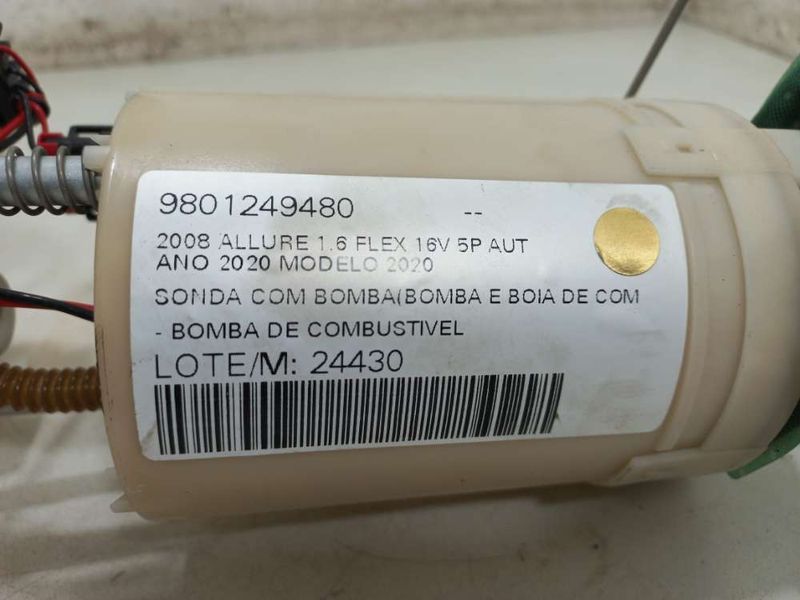 9801249480 --
2008 ALLURE 1.6 FLEX 16V 5P AUT
ANO 2020 MODELO 2020
SONDA COM BOMBA(BOMBA E BOIA DE COM
- BOMBA DE COMBUSTIVEL
LOTE/M: 24430